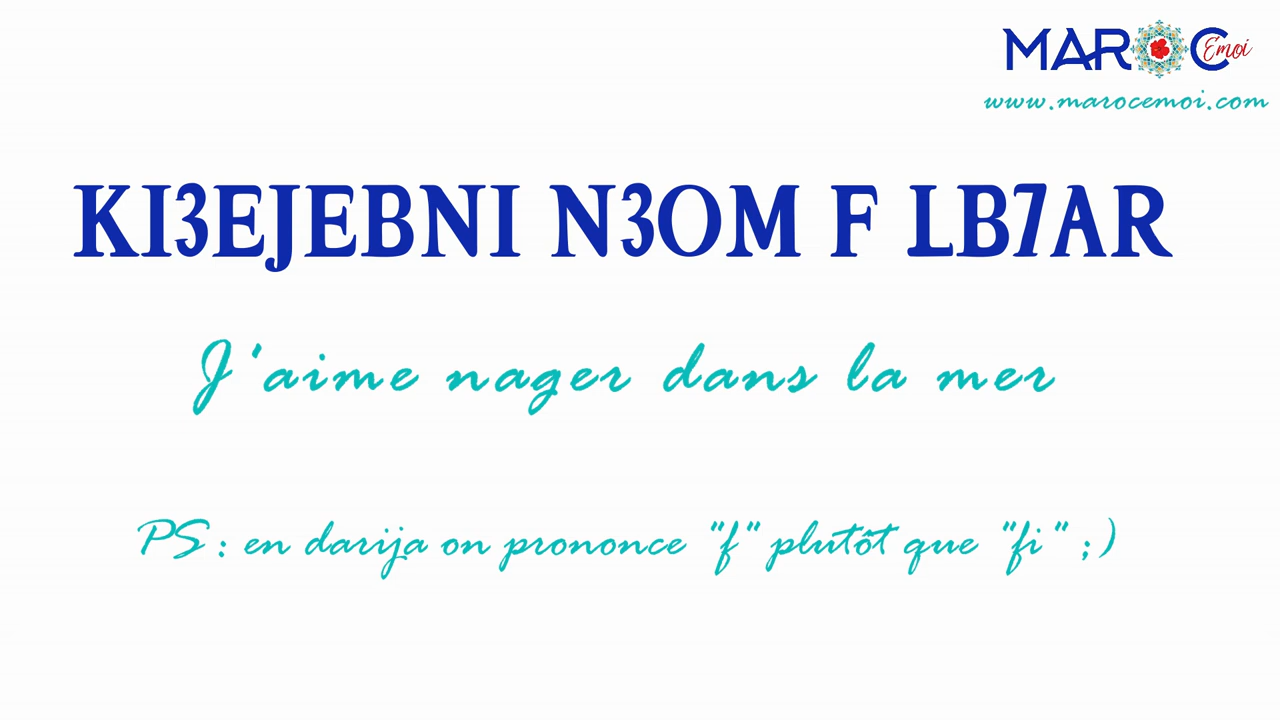 MAROC Emoi
www.marocemoi.com
KI3EJEBNI N3OM F LB7AR
J'aime nager dans la mer
PS : en darija on prononce "f" plutôt que "fi" ;)